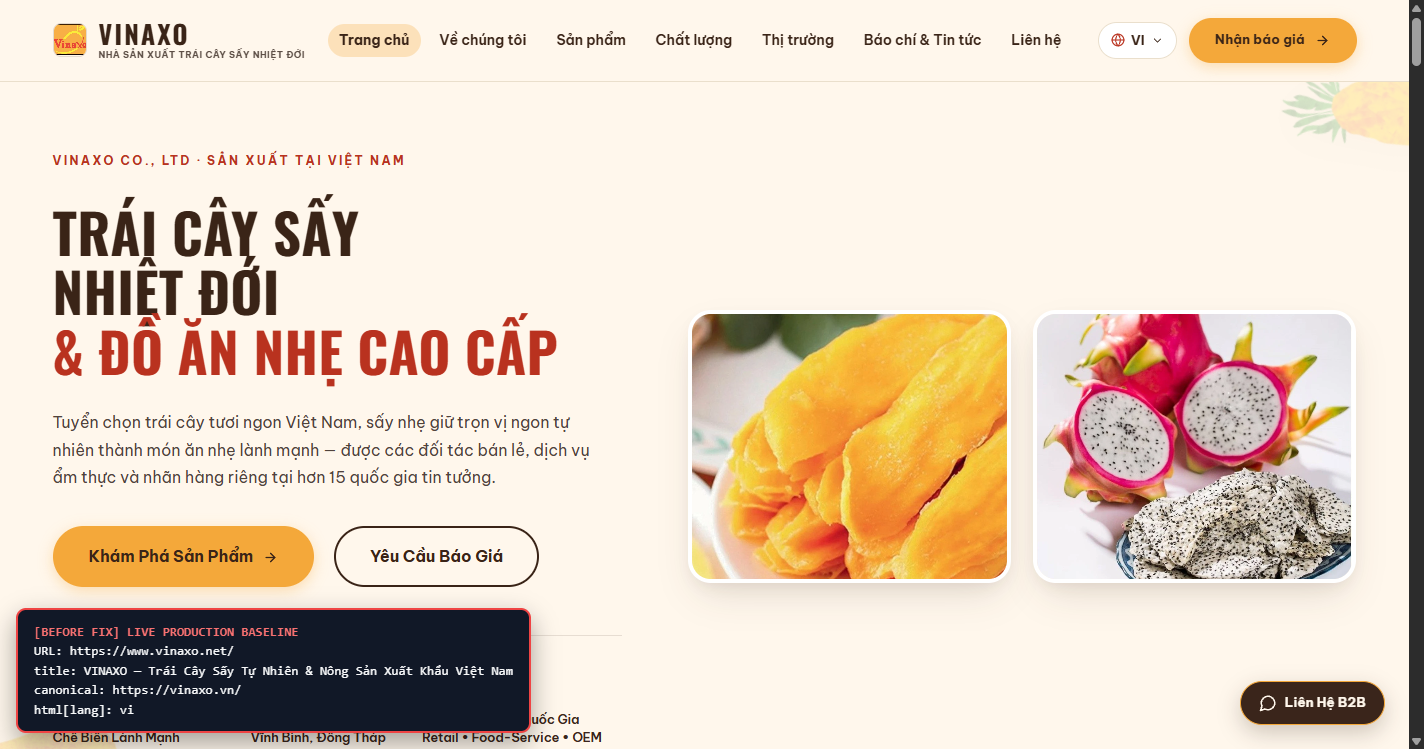 Vinaxo
VINAXO
NHÀ SẢN XUẤT TRÁI CÂY SẤY NHIỆT ĐỚI
Trang chủ
Về chúng tôi
Sản phẩm
Chất lượng
Thị trường
Báo chí & Tin tức
Liên hệ
VI
Nhận báo giá →
VINAXO CO., LTD · SẢN XUẤT TẠI VIỆT NAM
TRÁI CÂY SẤY
NHIỆT ĐỚI
& ĐỒ ĂN NHẸ CAO CẤP
Tuyển chọn trái cây tươi ngon Việt Nam, sấy nhẹ giữ trọn vị ngon tự
nhiên thành món ăn nhẹ lành mạnh — được các đối tác bán lẻ, dịch vụ
ẩm thực và nhãn hàng riêng tại hơn 15 quốc gia tin tưởng.
Khám Phá Sản Phẩm →
Yêu Cầu Báo Giá
[BEFORE FIX] LIVE PRODUCTION BASELINE
URL: https://www.vinaxo.net/
title: VINAXO — Trái Cây Sấy Tự Nhiên & Nông Sản Xuất Khẩu Việt Nam
canonical: https://vinaxo.vn/
html[lang]: vi
Gia
Chế Biến Lành Mạnh
Vĩnh Bình, Đồng Tháp
Retail • Food-Service • OEM
Liên Hệ B2B